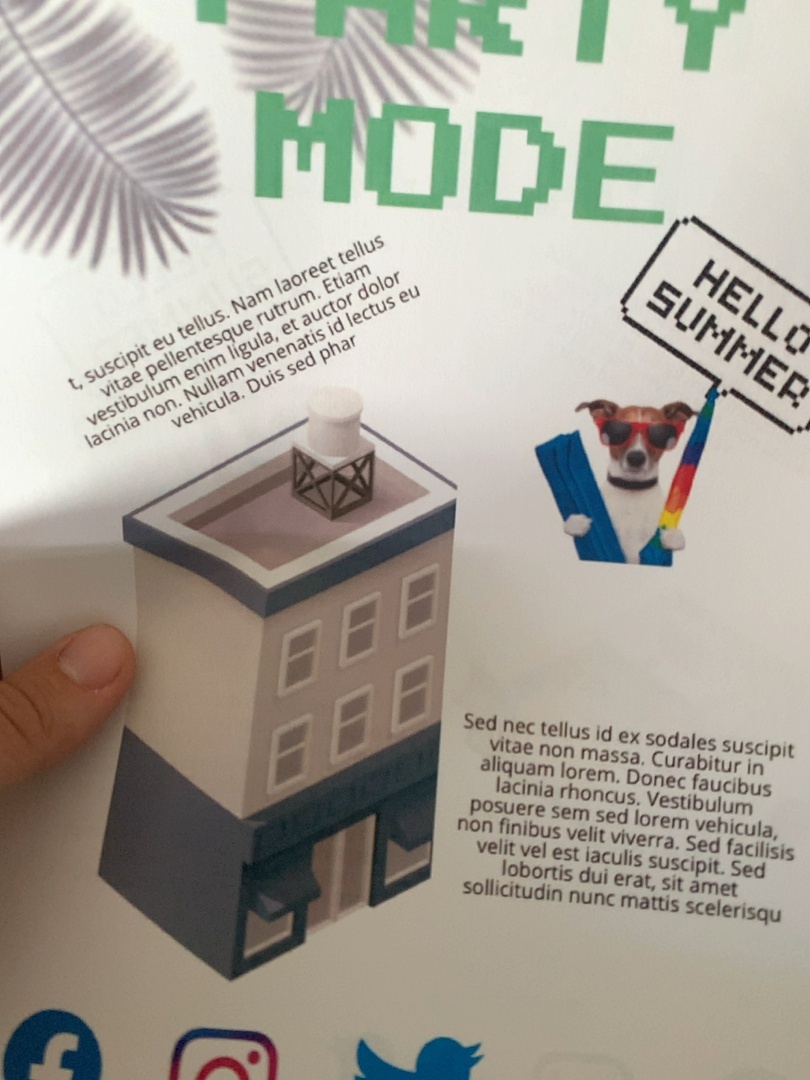 PARTY
MODE
HELLO
SUMMER
t, suscipit eu tellus. Nam laoreet tellus
vitae pellentesque rutrum. Etiam
vestibulum enim ligula, et auctor dolor
lacinia non. Nullam venenatis id lectus eu
vehicula. Duis sed phar
Sed nec tellus id ex sodales suscipit
vitae non massa. Curabitur in
aliquam lorem. Donec faucibus
lacinia rhoncus. Vestibulum
posuere sem sed lorem vehicula,
non finibus velit viverra. Sed facilisis
velit vel est iaculis suscipit. Sed
lobortis dui erat, sit amet
sollicitudin nunc mattis scelerisqu